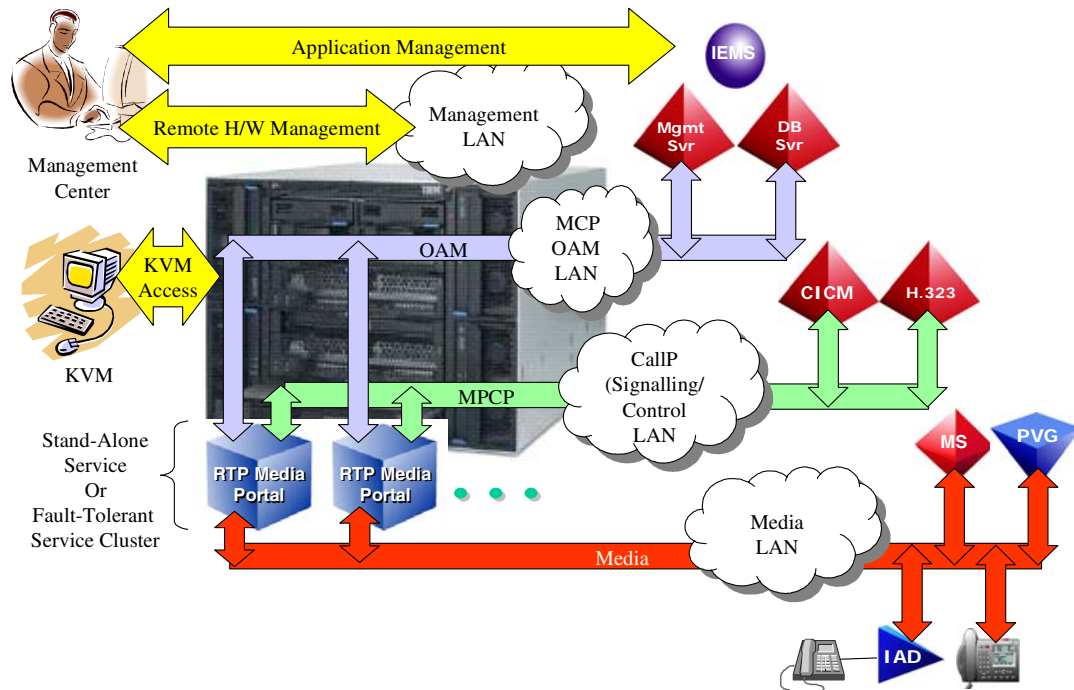 Application Management
IEMS
Remote H/W Management
Management
LAN
Mgmt
Svr
DB
Svr
Management
Center
OAM
MCP
OAM
LAN
KVM
Access
KVM
CICM
H.323
MPCP
CallP
(Signalling/
Control
LAN
Stand-Alone
Service
Or
Fault-Tolerant
Service Cluster
RTP Media
Portal
RTP Media
Portal
MS
PVG
Media
Media
LAN
IAD
IBM